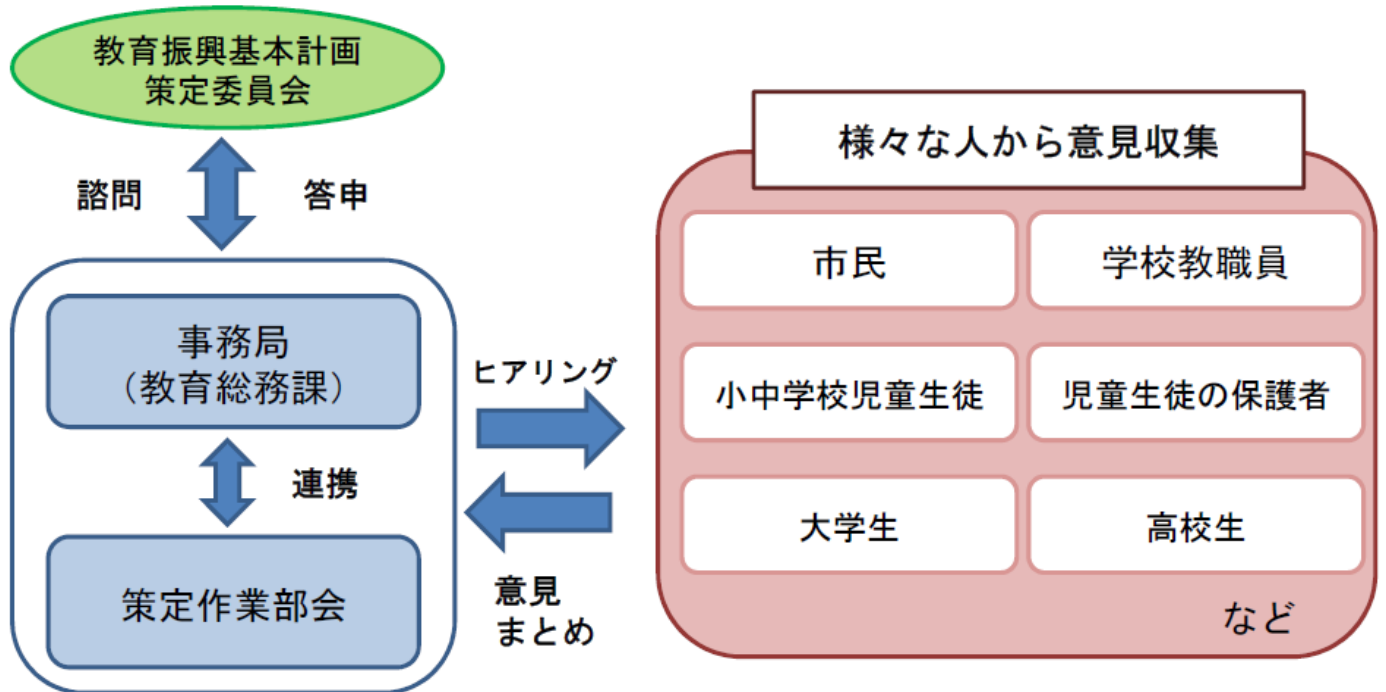 教育振興基本計画
策定委員会
諮問
答申
事務局
（教育総務課）
連携
策定作業部会
ヒアリング
意見
まとめ
様々な人から意見収集
市民
学校教職員
小中学校児童生徒
児童生徒の保護者
大学生
高校生
など